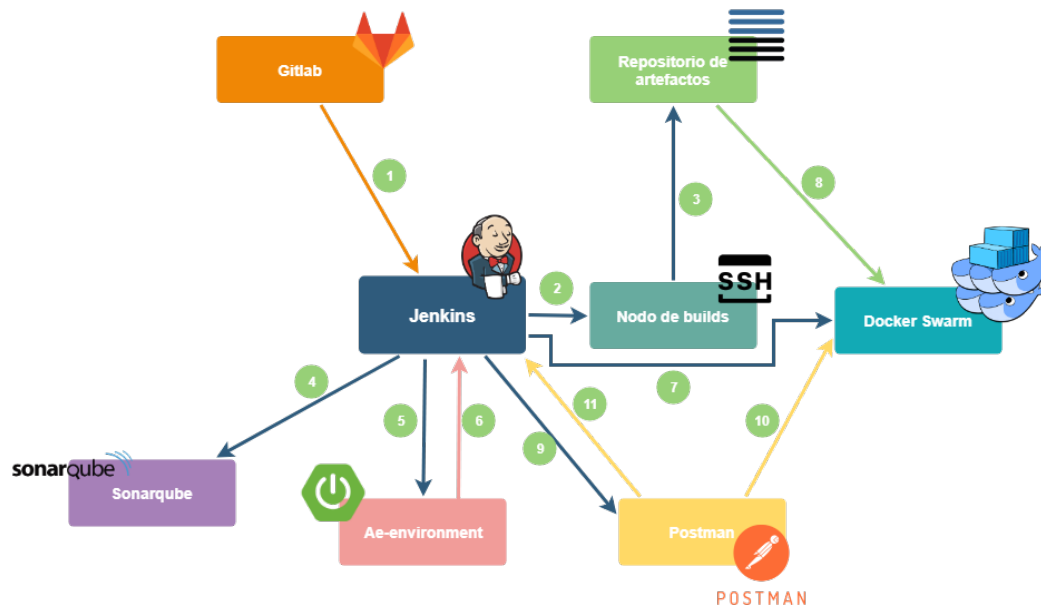 Gitlab
Repositorio de
artefactos
1
8
3
SSH
2
Jenkins
Nodo de builds
Docker Swarm
7
4
11
5
6
10
9
sonarqube
Sonarqube
Ae-environment
Postman
POSTMAN